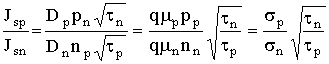 J_sp / J_sn = D_p p_n √τ_n / D_n n_p √τ_p = qμ_p p_p / qμ_n n_n √(τ_n / τ_p) = σ_p / σ_n √(τ_n / τ_p)